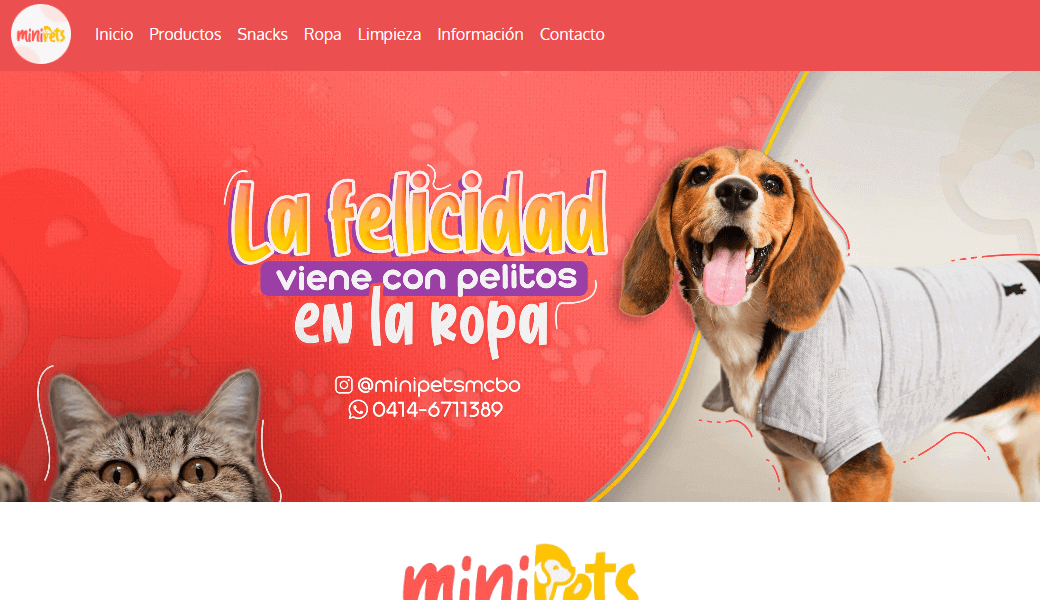 minipets
Inicio Productos Snacks Ropa Limpieza Información Contacto
La felicidad
viene con pelitos
en la ropa
@minipetsmcbo
0414-6711389
minipets